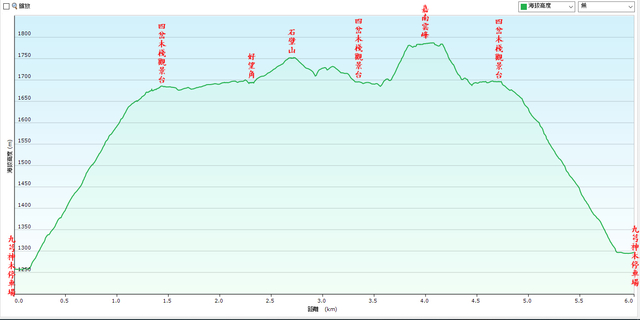 縮放
海拔高度
無
四岔木棧觀景台
好望角
石壁山
四岔木棧觀景台
嘉南雲峰
四岔木棧觀景台
九芎神木停車場
九芎神木停車場
海拔高度 (m)
1800
1750
1700
1650
1600
1550
1500
1450
1400
1350
1300
1250
0.0
0.5
1.0
1.5
2.0
2.5
3.0
3.5
4.0
4.5
5.0
5.5
6.0
距離 (km)